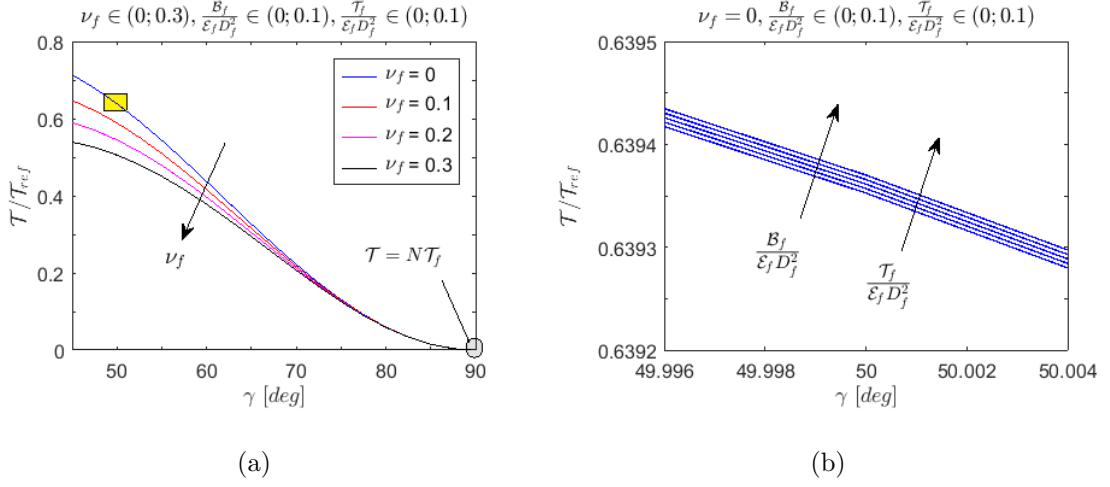 ν_f ∈ (0; 0.3), 𝓑_f/𝓔_f D_f^2 ∈ (0; 0.1), 𝓣_f/𝓔_f D_f^2 ∈ (0; 0.1)
0.8
0.6
0.4
0.2
0
𝓣/𝓣_ref
ν_f = 0
ν_f = 0.1
ν_f = 0.2
ν_f = 0.3
ν_f
𝓣 = N𝓣_f
50 60 70 80 90
γ [deg]
(a)
ν_f = 0, 𝓑_f/𝓔_f D_f^2 ∈ (0; 0.1), 𝓣_f/𝓔_f D_f^2 ∈ (0; 0.1)
0.6395
0.6394
0.6393
0.6392
𝓣/𝓣_ref
𝓑_f/𝓔_f D_f^2
𝓣_f/𝓔_f D_f^2
49.996 49.998 50 50.002 50.004
γ [deg]
(b)